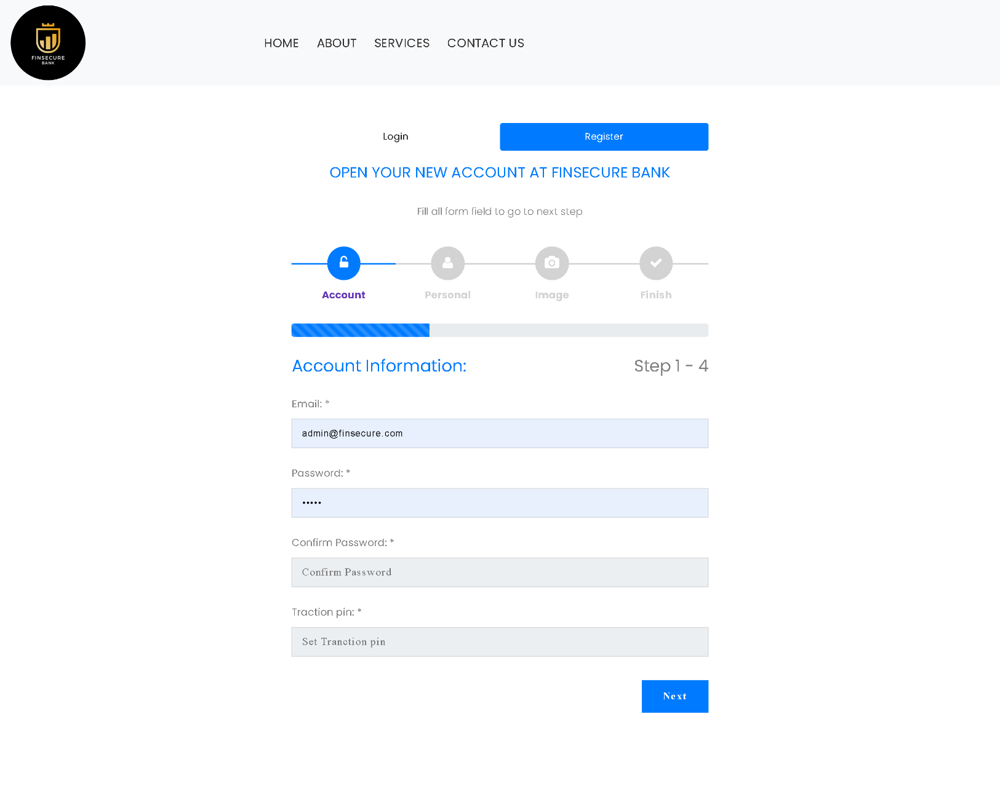 FINSECURE
BANK
HOME ABOUT SERVICES CONTACT US
Login Register
OPEN YOUR NEW ACCOUNT AT FINSECURE BANK
Fill all form field to go to next step
Account Personal Image Finish
Account Information: Step 1 - 4
Email: *
admin@finsecure.com
Password: *
•••••
Confirm Password: *
Confirm Password
Traction pin: *
Set Tranction pin
Next